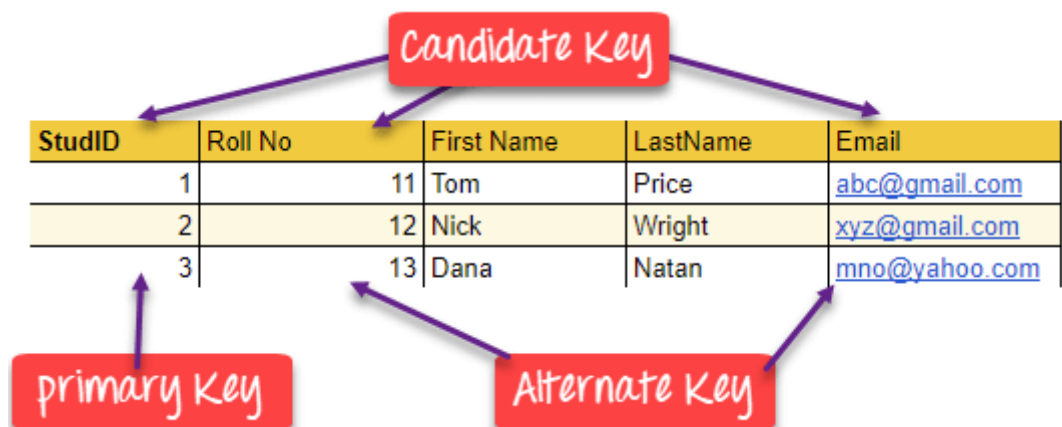 Candidate Key
StudID Roll No First Name LastName Email
1 11 Tom Price abc@gmail.com
2 12 Nick Wright xyz@gmail.com
3 13 Dana Natan mno@yahoo.com
primary Key Alternate Key